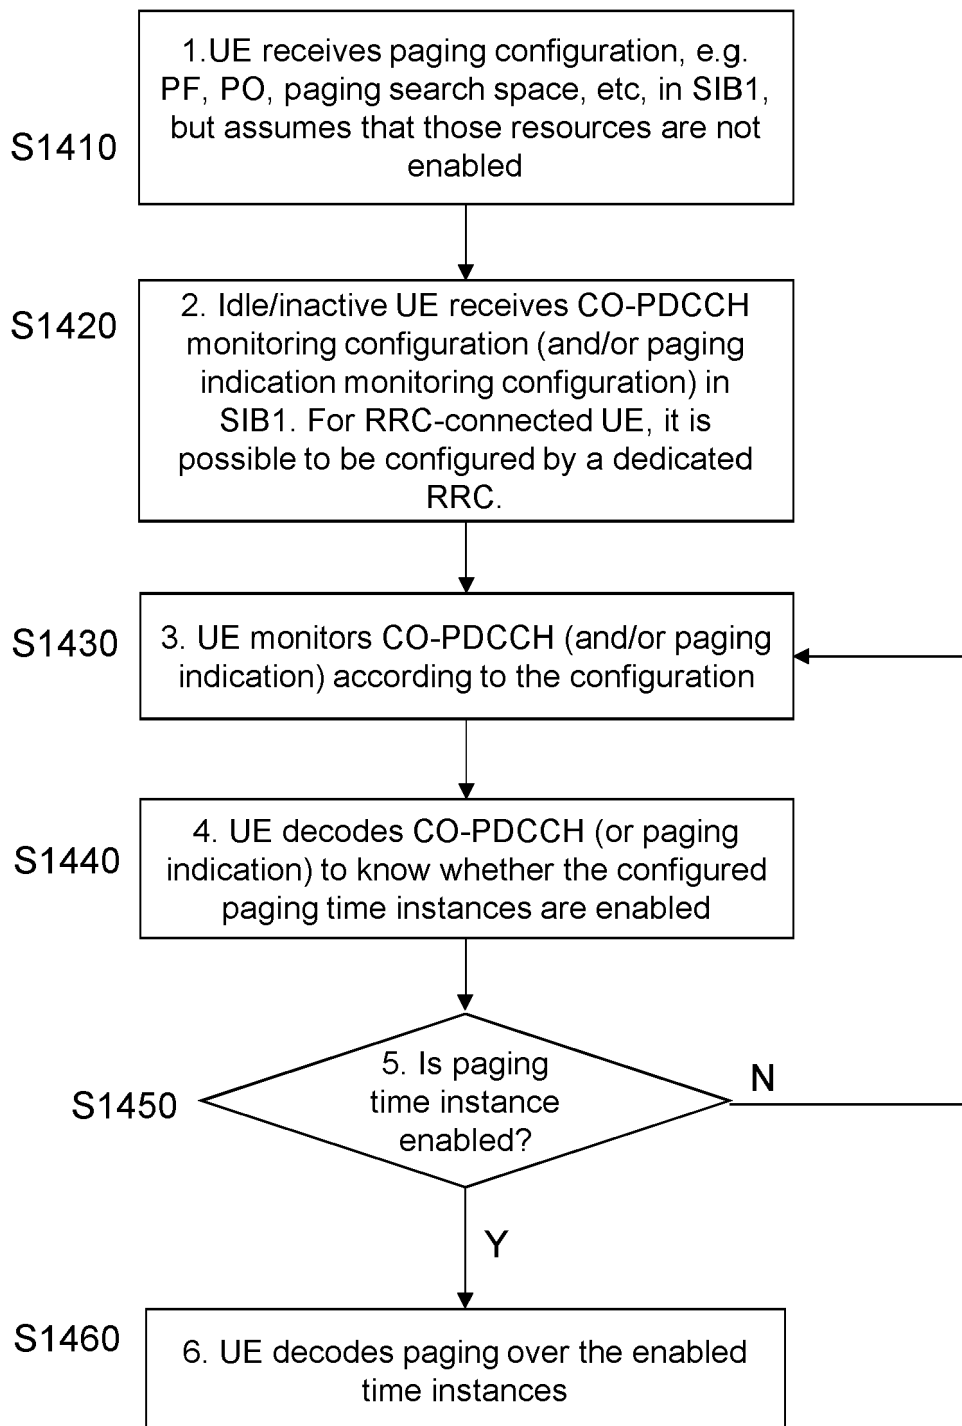 1.UE receives paging configuration, e.g.
PF, PO, paging search space, etc, in SIB1,
but assumes that those resources are not
enabled
S1410
2. Idle/inactive UE receives CO-PDCCH
monitoring configuration (and/or paging
indication monitoring configuration) in
SIB1. For RRC-connected UE, it is
possible to be configured by a dedicated
RRC.
S1420
3. UE monitors CO-PDCCH (and/or paging
indication) according to the configuration
S1430
4. UE decodes CO-PDCCH (or paging
indication) to know whether the configured
paging time instances are enabled
S1440
5. Is paging
time instance
enabled?
S1450
N
Y
6. UE decodes paging over the enabled
time instances
S1460